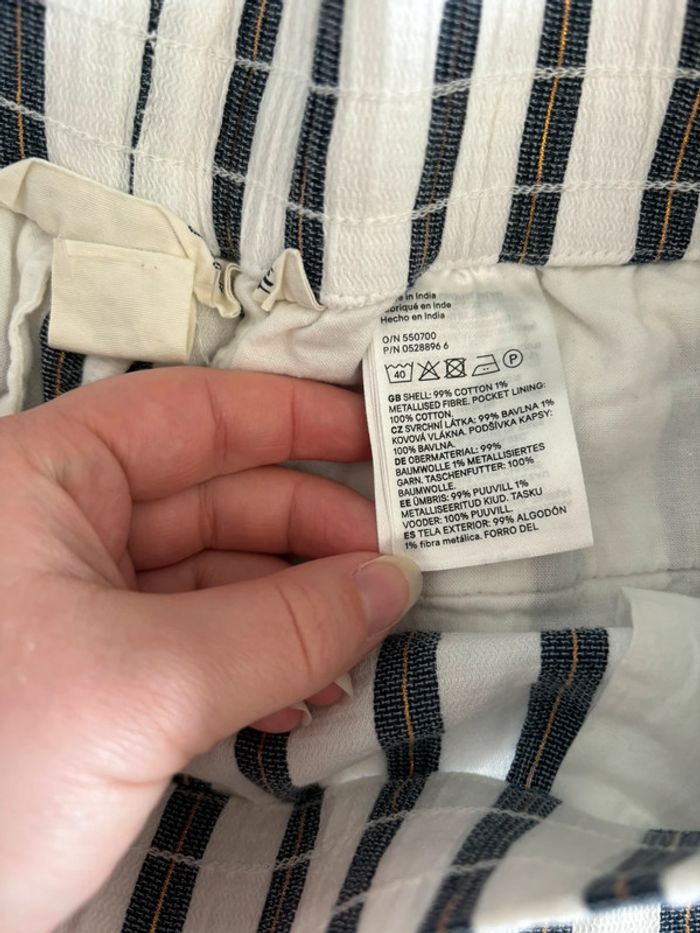 in India
Fabriqué en Inde
Hecho en India
O/N 550700
P/N 0528896 6
40 P
GB SHELL: 99% COTTON 1%
METALLISED FIBRE. POCKET LINING:
100% COTTON.
CZ SVRCHNÍ LÁTKA: 99% BAVLNA 1%
KOVOVÁ VLÁKNA. PODŠÍVKA KAPSY:
100% BAVLNA.
DE OBERMATERIAL: 99%
BAUMWOLLE 1% METALLISIERTES
GARN. TASCHENFUTTER: 100%
BAUMWOLLE.
EE ÜMBRIS: 99% PUUVILL 1%
METALLISEERITUD KIUD. TASKU
VOODER: 100% PUUVILL.
ES TELA EXTERIOR: 99% ALGODÓN
1% fibra metálica. FORRO DEL